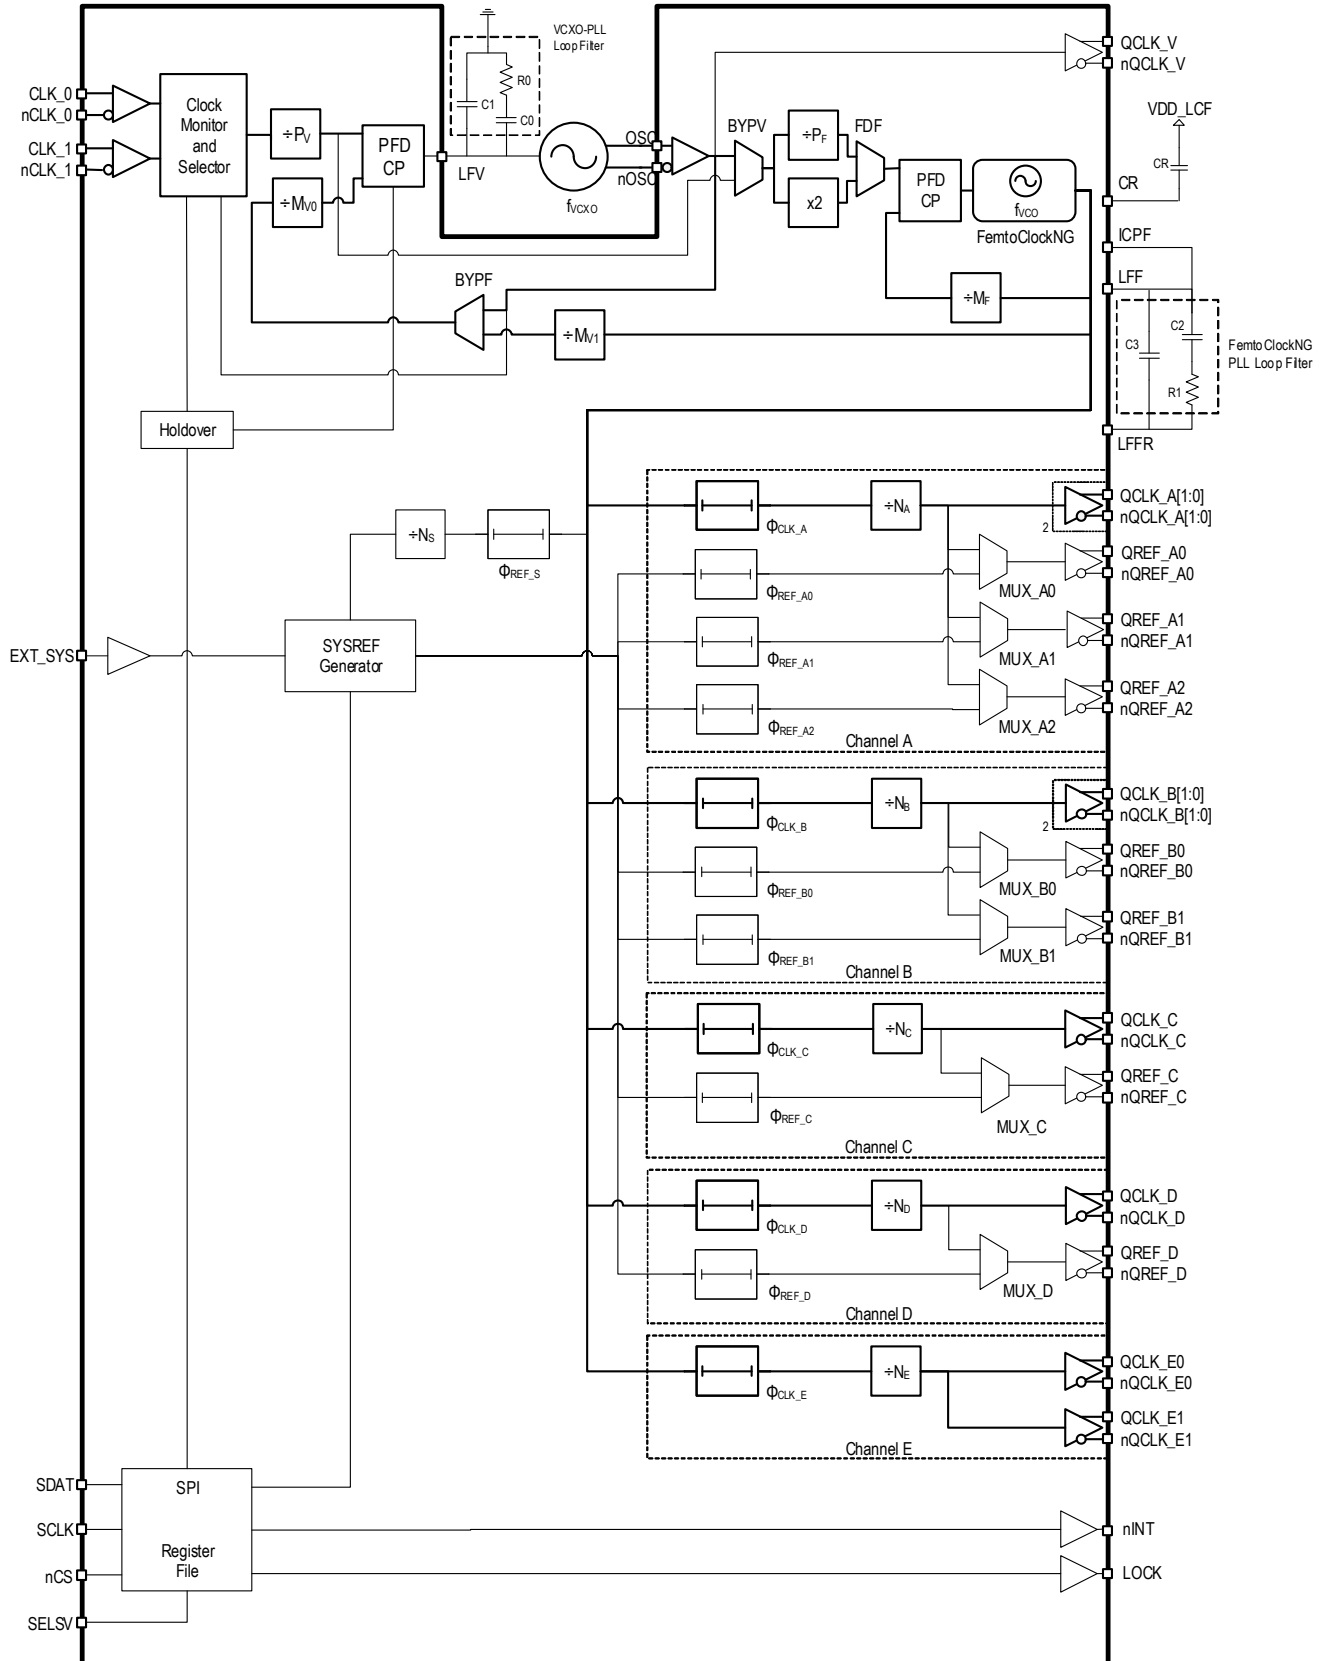 VCXO-PLL
Loop Filter
R0
C1
C0
QCLK_V
nQCLK_V
CLK_0
nCLK_0
CLK_1
nCLK_1
Clock
Monitor
and
Selector
÷PV
PFD
CP
÷MV0
LFV
fVCXO
OSC
nOSC
BYPV
÷PF
x2
FDF
PFD
CP
fVCO
FemtoClockNG
VDD_LCF
CR
CR
ICPF
LFF
÷MF
BYPF
÷MV1
C3
C2
R1
FemtoClockNG
PLL Loop Filter
LFFR
Holdover
÷NS
ΦREF_S
EXT_SYS
SYSREF
Generator
ΦCLK_A
÷NA
2
QCLK_A[1:0]
nQCLK_A[1:0]
ΦREF_A0
MUX_A0
QREF_A0
nQREF_A0
ΦREF_A1
MUX_A1
QREF_A1
nQREF_A1
ΦREF_A2
MUX_A2
QREF_A2
nQREF_A2
Channel A
ΦCLK_B
÷NB
2
QCLK_B[1:0]
nQCLK_B[1:0]
ΦREF_B0
MUX_B0
QREF_B0
nQREF_B0
ΦREF_B1
MUX_B1
QREF_B1
nQREF_B1
Channel B
ΦCLK_C
÷NC
QCLK_C
nQCLK_C
ΦREF_C
MUX_C
QREF_C
nQREF_C
Channel C
ΦCLK_D
÷ND
QCLK_D
nQCLK_D
ΦREF_D
MUX_D
QREF_D
nQREF_D
Channel D
ΦCLK_E
÷NE
QCLK_E0
nQCLK_E0
QCLK_E1
nQCLK_E1
Channel E
SDAT
SCLK
nCS
SELSV
SPI
Register
File
nINT
LOCK